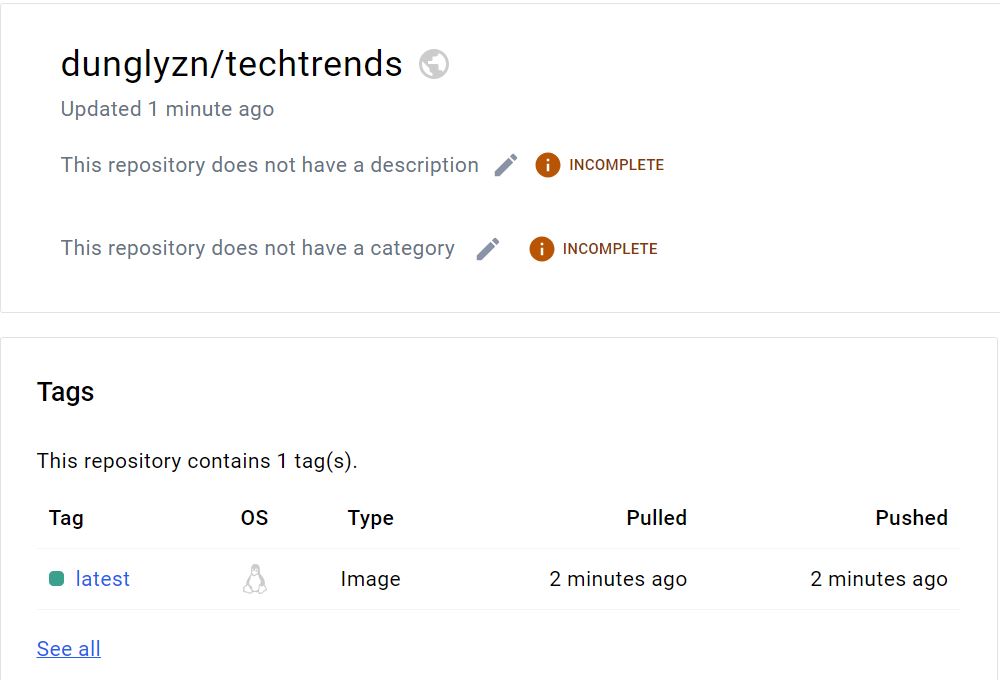 dunglyzn/techtrends
Updated 1 minute ago
This repository does not have a description INCOMPLETE
This repository does not have a category INCOMPLETE
Tags
This repository contains 1 tag(s).
Tag OS Type Pulled Pushed
latest Image 2 minutes ago 2 minutes ago
See all